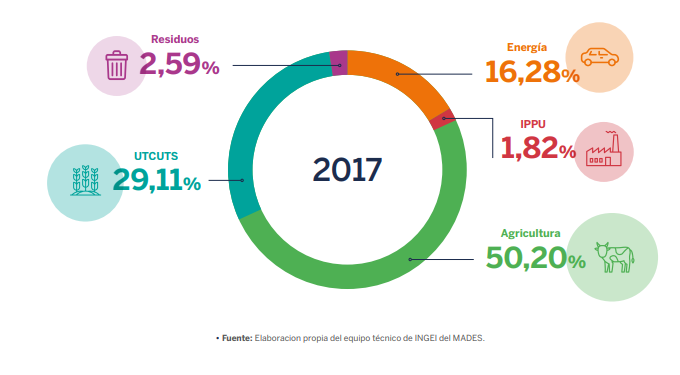 Residuos
2,59%
Energía
16,28%
IPPU
1,82%
UTCUTS
29,11%
2017
Agricultura
50,20%
• Fuente: Elaboracion propia del equipo técnico de INGEI del MADES.